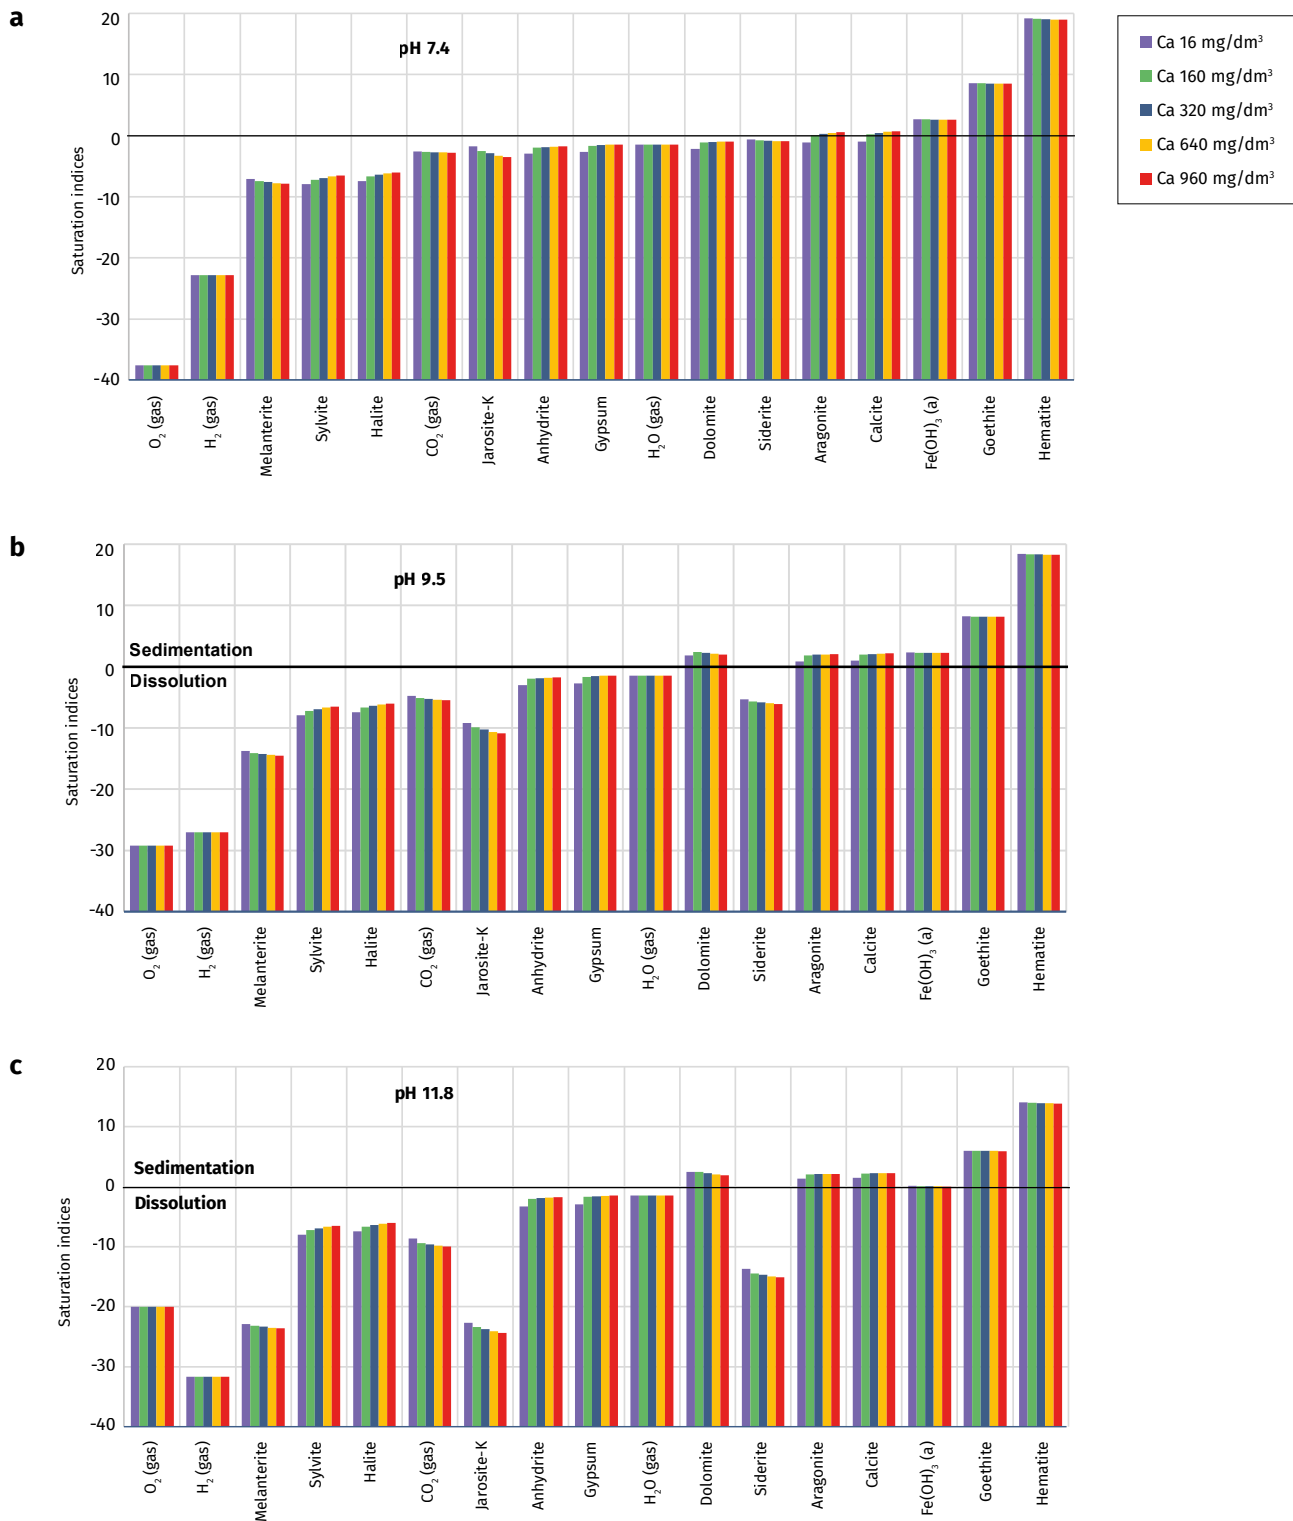 a
pH 7.4
20
10
0
-10
-20
-30
-40
Saturation indices
O₂ (gas)
H₂ (gas)
Melanterite
Sylvite
Halite
CO₂ (gas)
Jarosite-K
Anhydrite
Gypsum
H₂O (gas)
Dolomite
Siderite
Aragonite
Calcite
Fe(OH)₃ (a)
Goethite
Hematite
Ca 16 mg/dm³
Ca 160 mg/dm³
Ca 320 mg/dm³
Ca 640 mg/dm³
Ca 960 mg/dm³
b
pH 9.5
20
10
0
-10
-20
-30
-40
Saturation indices
Sedimentation
Dissolution
O₂ (gas)
H₂ (gas)
Melanterite
Sylvite
Halite
CO₂ (gas)
Jarosite-K
Anhydrite
Gypsum
H₂O (gas)
Dolomite
Siderite
Aragonite
Calcite
Fe(OH)₃ (a)
Goethite
Hematite
c
pH 11.8
20
10
0
-10
-20
-30
-40
Saturation indices
Sedimentation
Dissolution
O₂ (gas)
H₂ (gas)
Melanterite
Sylvite
Halite
CO₂ (gas)
Jarosite-K
Anhydrite
Gypsum
H₂O (gas)
Dolomite
Siderite
Aragonite
Calcite
Fe(OH)₃ (a)
Goethite
Hematite